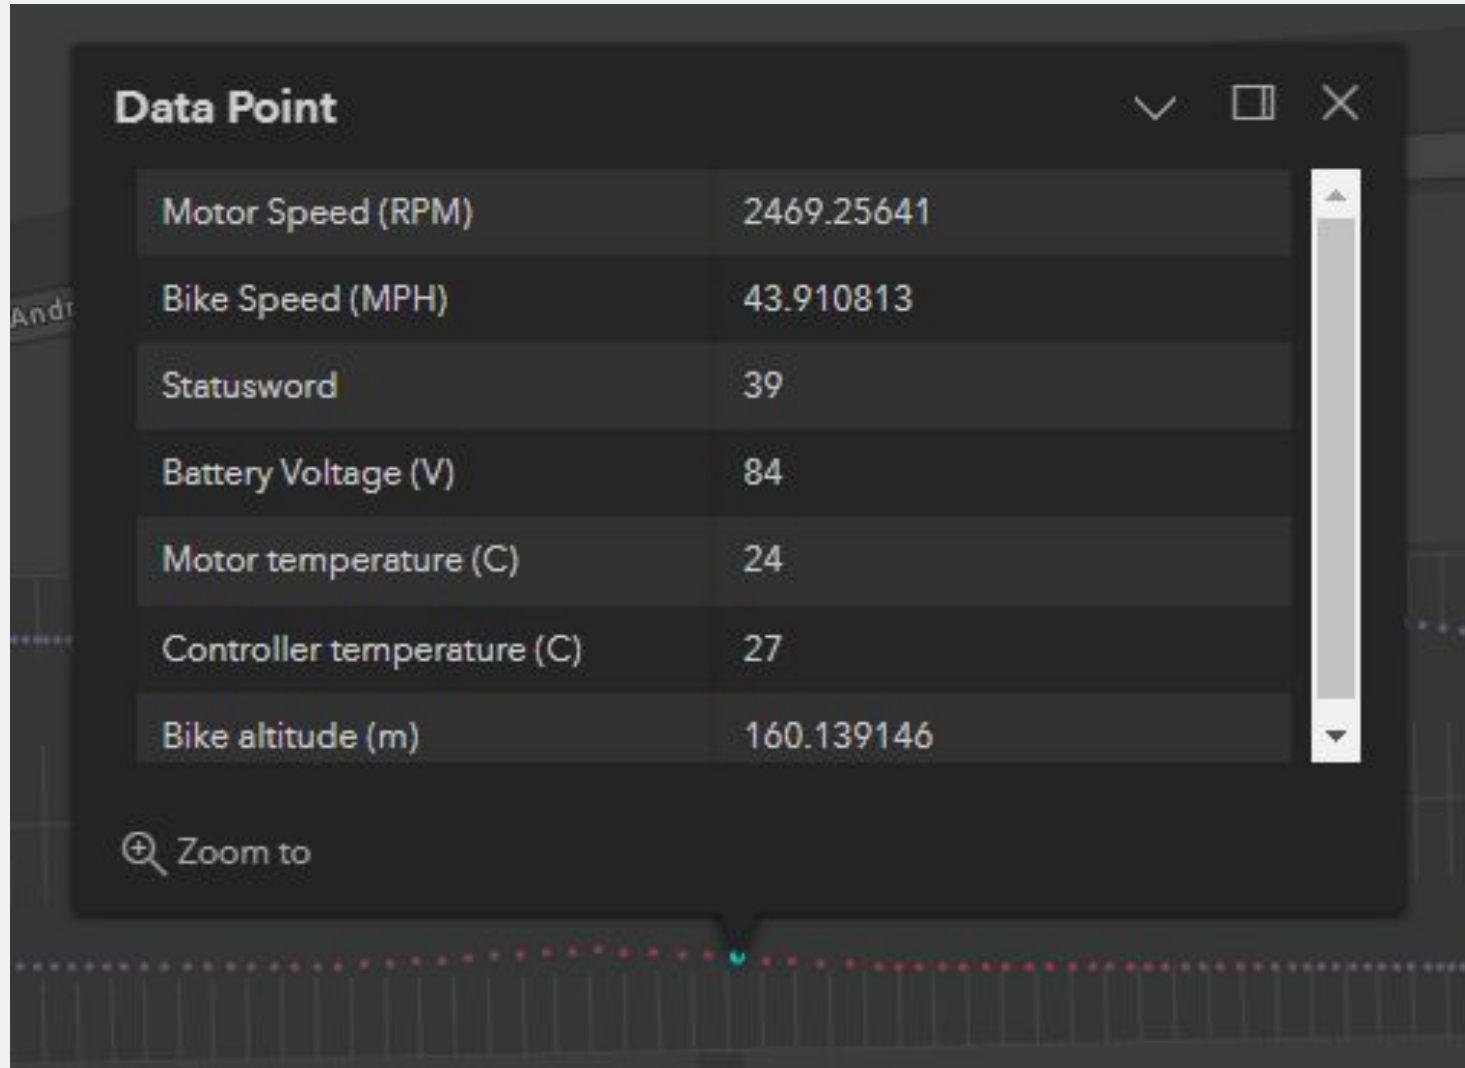 Data Point
Motor Speed (RPM) 2469.25641
Bike Speed (MPH) 43.910813
Andr
Statusword 39
Battery Voltage (V) 84
Motor temperature (C) 24
Controller temperature (C) 27
Bike altitude (m) 160.139146
Zoom to